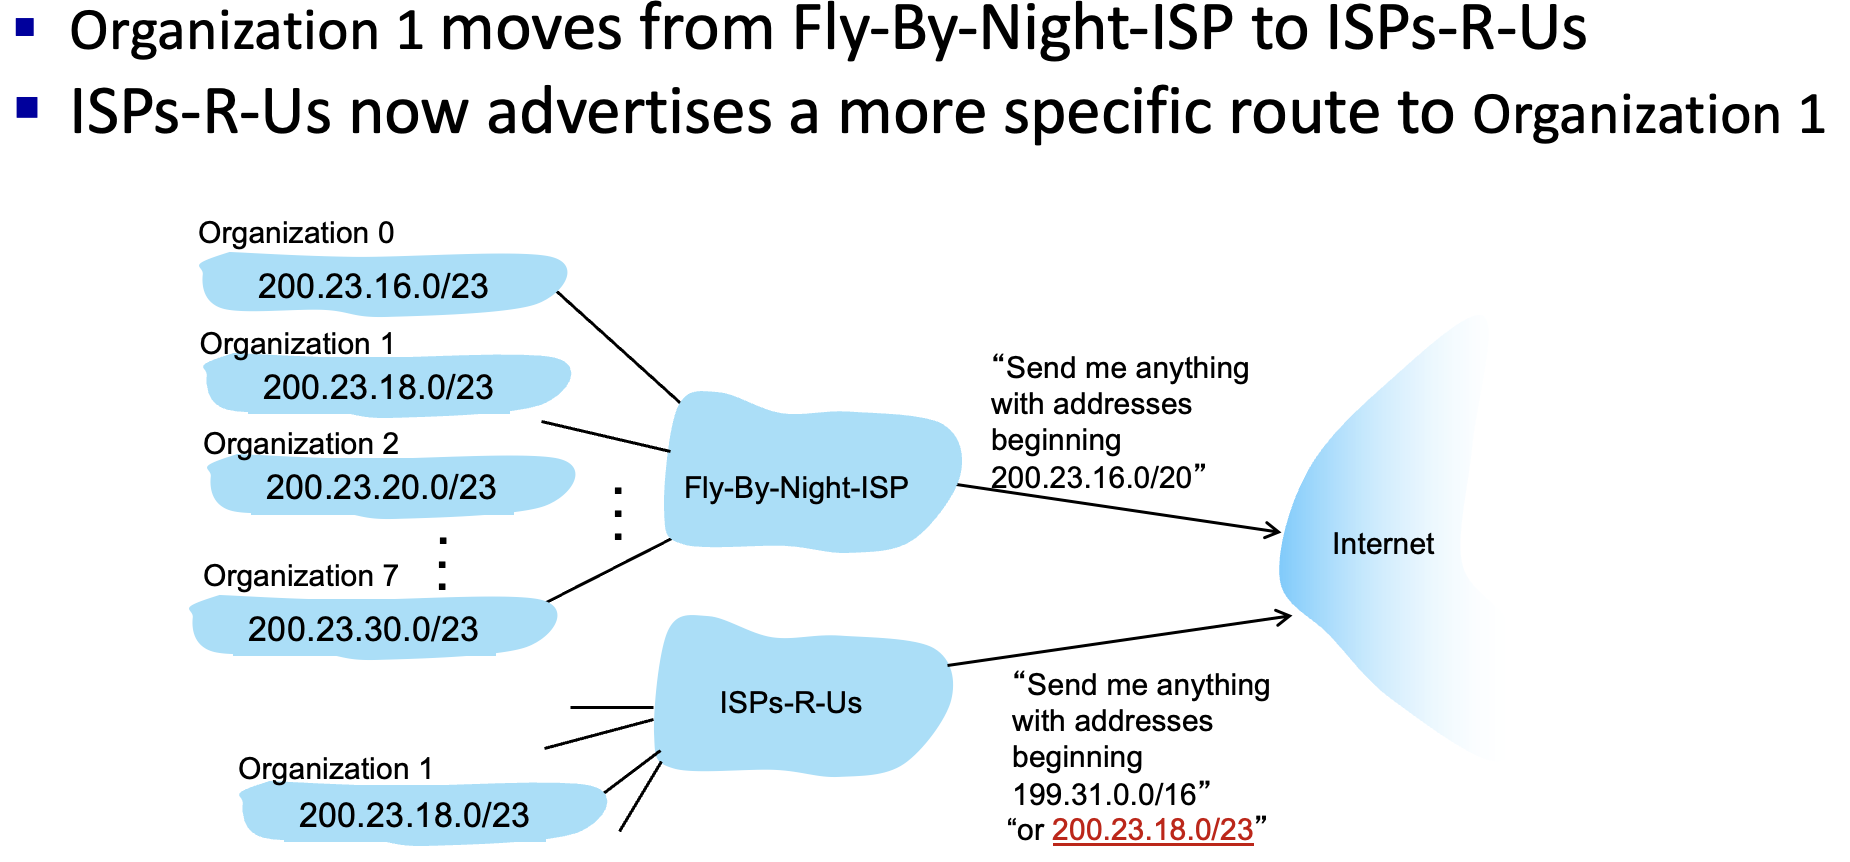 Organization 1 moves from Fly-By-Night-ISP to ISPs-R-Us
ISPs-R-Us now advertises a more specific route to Organization 1
Organization 0
200.23.16.0/23
Organization 1
200.23.18.0/23
Organization 2
200.23.20.0/23
Organization 7
200.23.30.0/23
Fly-By-Night-ISP
“Send me anything
with addresses
beginning
200.23.16.0/20”
Internet
ISPs-R-Us
Organization 1
200.23.18.0/23
“Send me anything
with addresses
beginning
199.31.0.0/16”
“or 200.23.18.0/23”